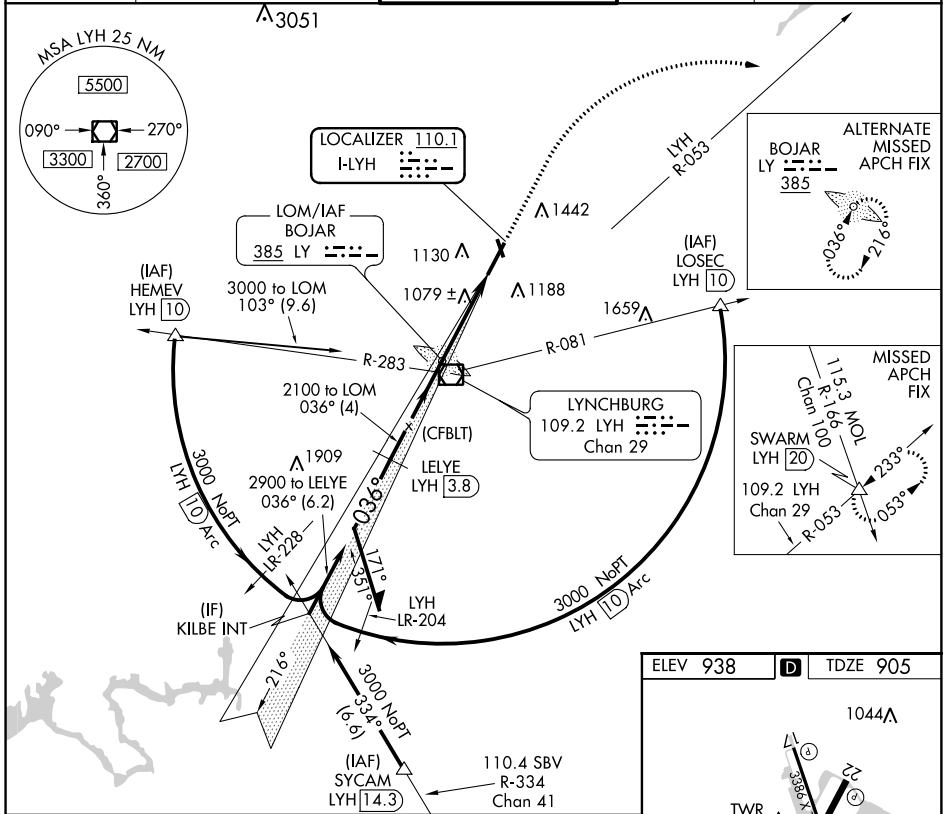 3051
MSA LYH 25 NM
5500
090°
270°
3300
2700
360°
LOCALIZER 110.1
I-LYH
LYH
R-053
ALTERNATE
MISSED
APCH FIX
BOJAR
LY
385
036°
216°
LOM/IAF
BOJAR
385 LY
1442
1130
1079 ±
1188
(IAF)
HEMEV
LYH 10
3000 to LOM
103° (9.6)
(IAF)
LOSEC
LYH 10
1659
R-283
R-081
2100 to LOM
036° (4)
LYNCHBURG
109.2 LYH
Chan 29
(CFBLT)
LELYE
LYH 3.8
1909
2900 to LELYE
036° (6.2)
036°
MISSED
APCH
FIX
115.3 MOL
R-166
Chan 100
SWARM
LYH 20
109.2 LYH
Chan 29
R-053
233°
053°
3000 NoPT
LYH 10 Arc
LYH
LR-228
171°
351°
LYH
LR-204
3000 NoPT
LYH 10 Arc
(IF)
KILBE INT
216°
3000 NoPT
334°
(6.6)
(IAF)
SYCAM
LYH 14.3
110.4 SBV
R-334
Chan 41
ELEV 938
D
TDZE 905
1044
17
P
22
P
3386 X
TWR